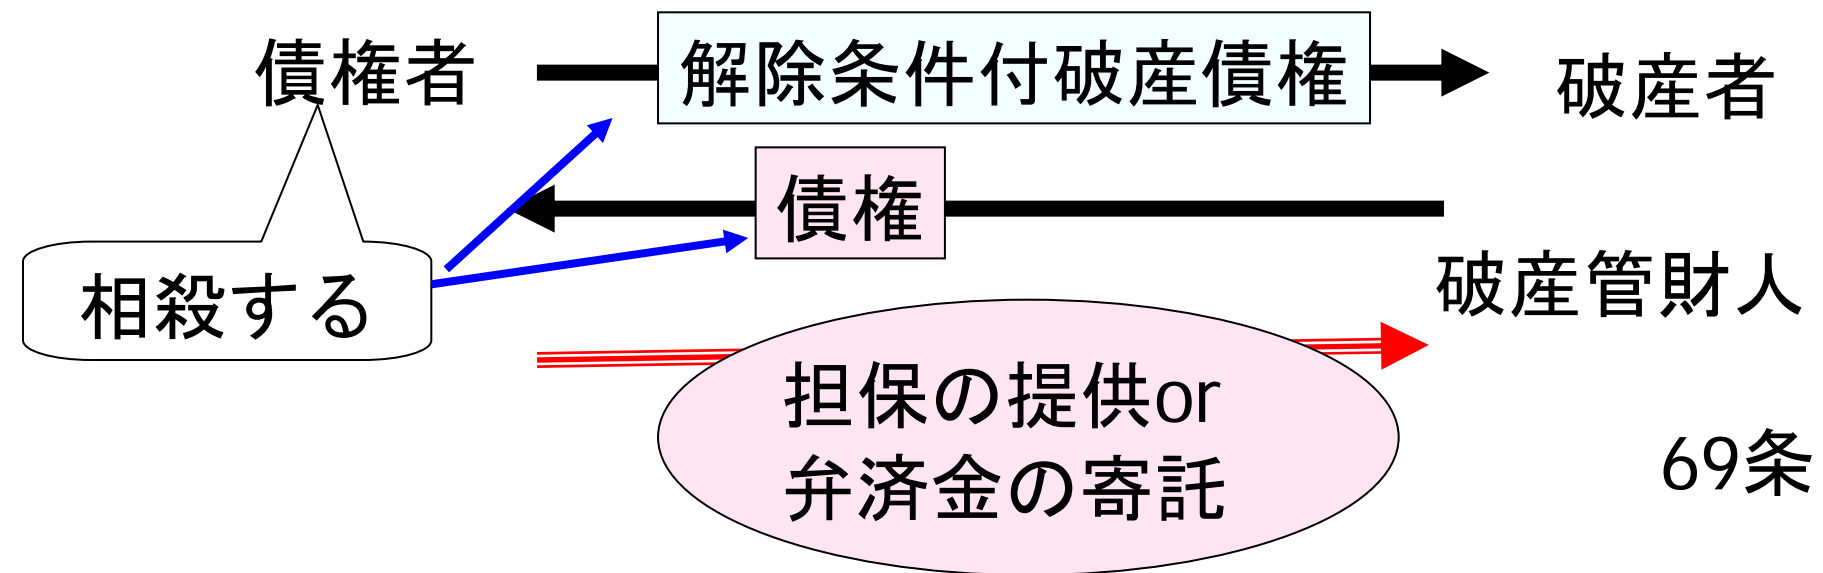 債権者
解除条件付破産債権
破産者
債権
相殺する
破産管財人
担保の提供or
弁済金の寄託
69条